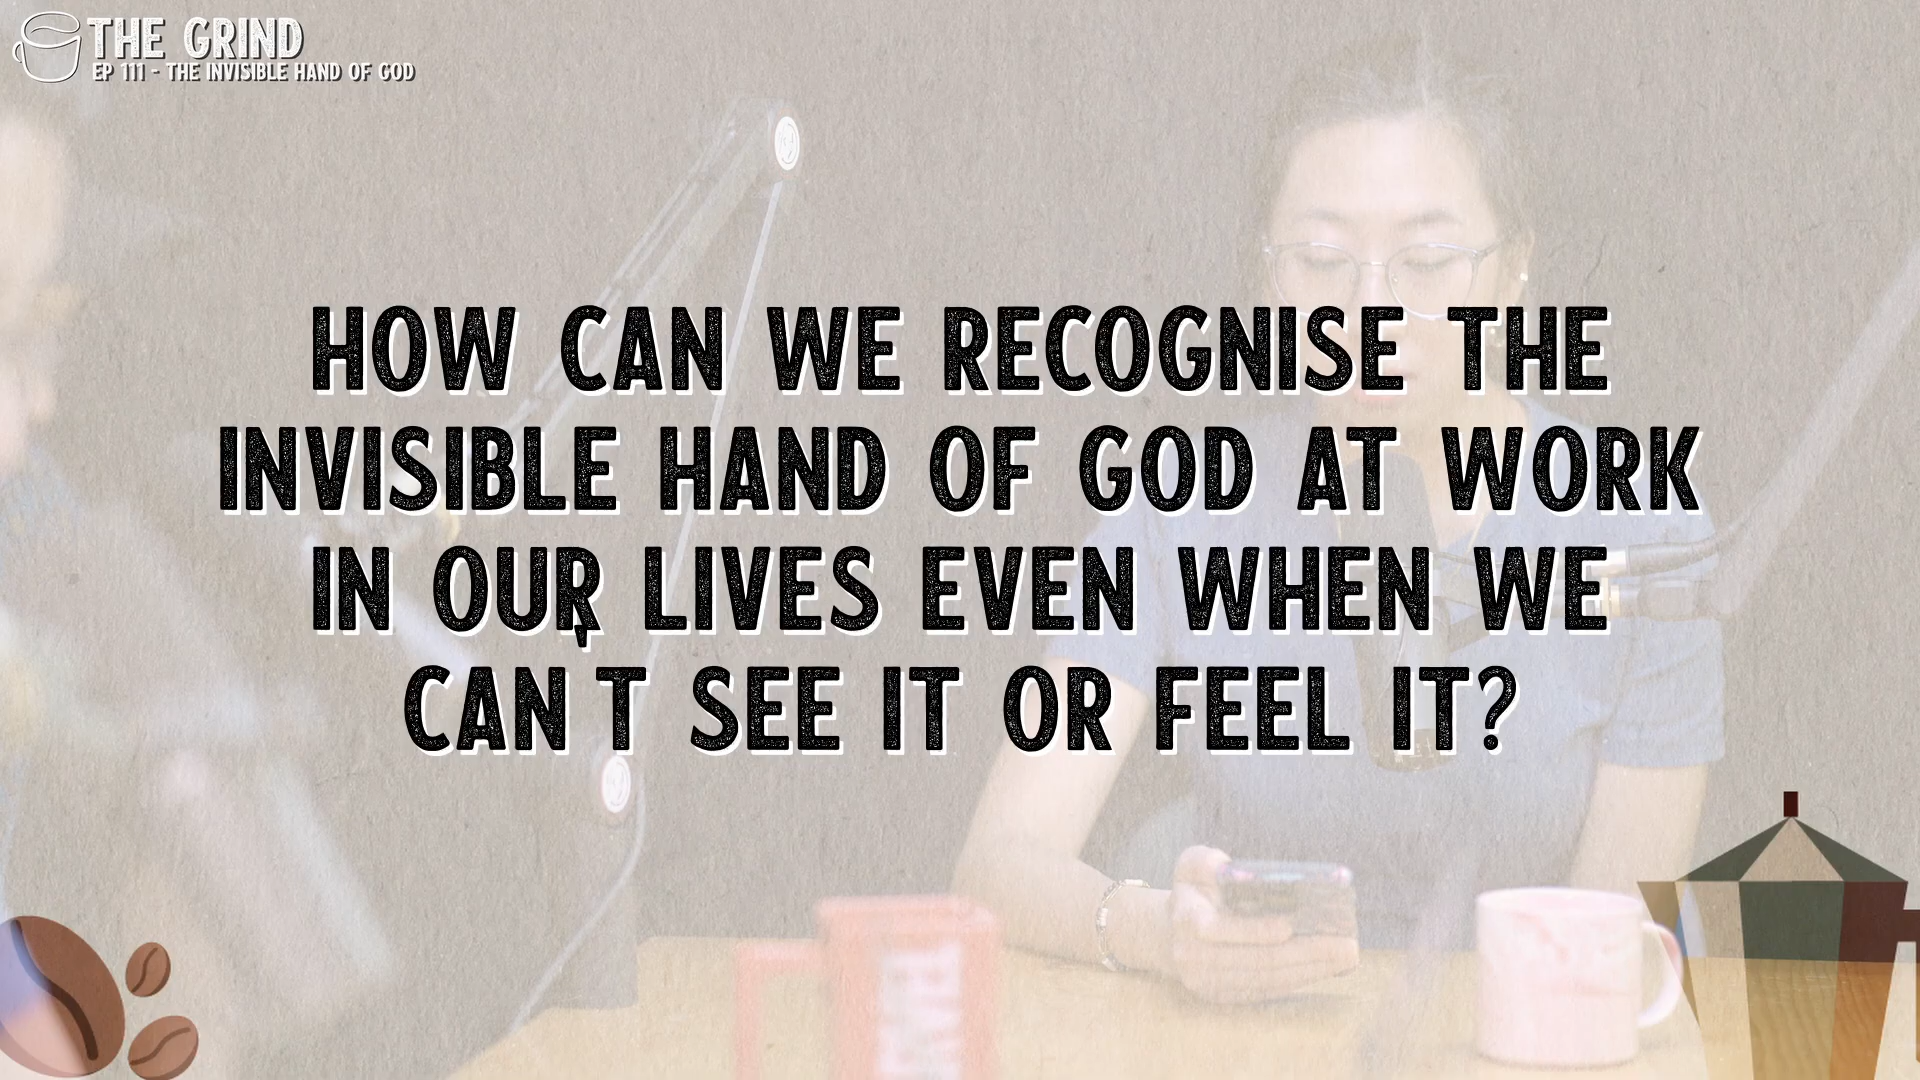 THE GRIND
EP 111 - THE INVISIBLE HAND OF GOD
HOW CAN WE RECOGNISE THE
INVISIBLE HAND OF GOD AT WORK
IN OUR LIVES EVEN WHEN WE
CAN'T SEE IT OR FEEL IT?